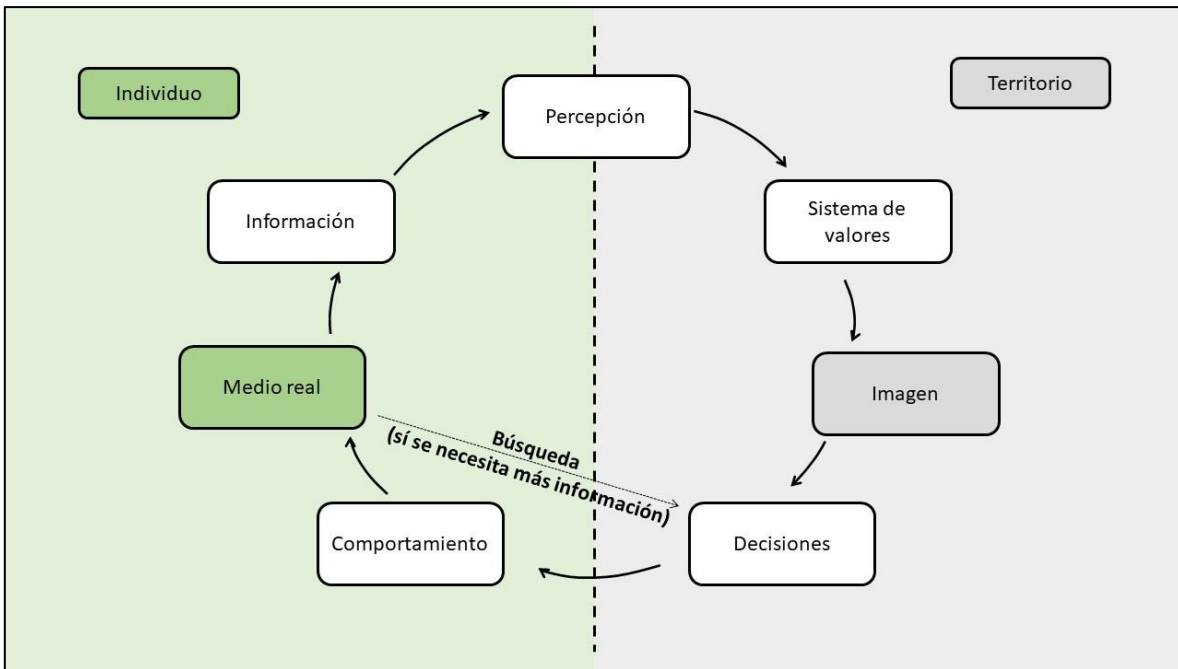 Individuo
Territorio
Percepción
Información
Sistema de
valores
Medio real
Imagen
Búsqueda
(sí se necesita más información)
Comportamiento
Decisiones